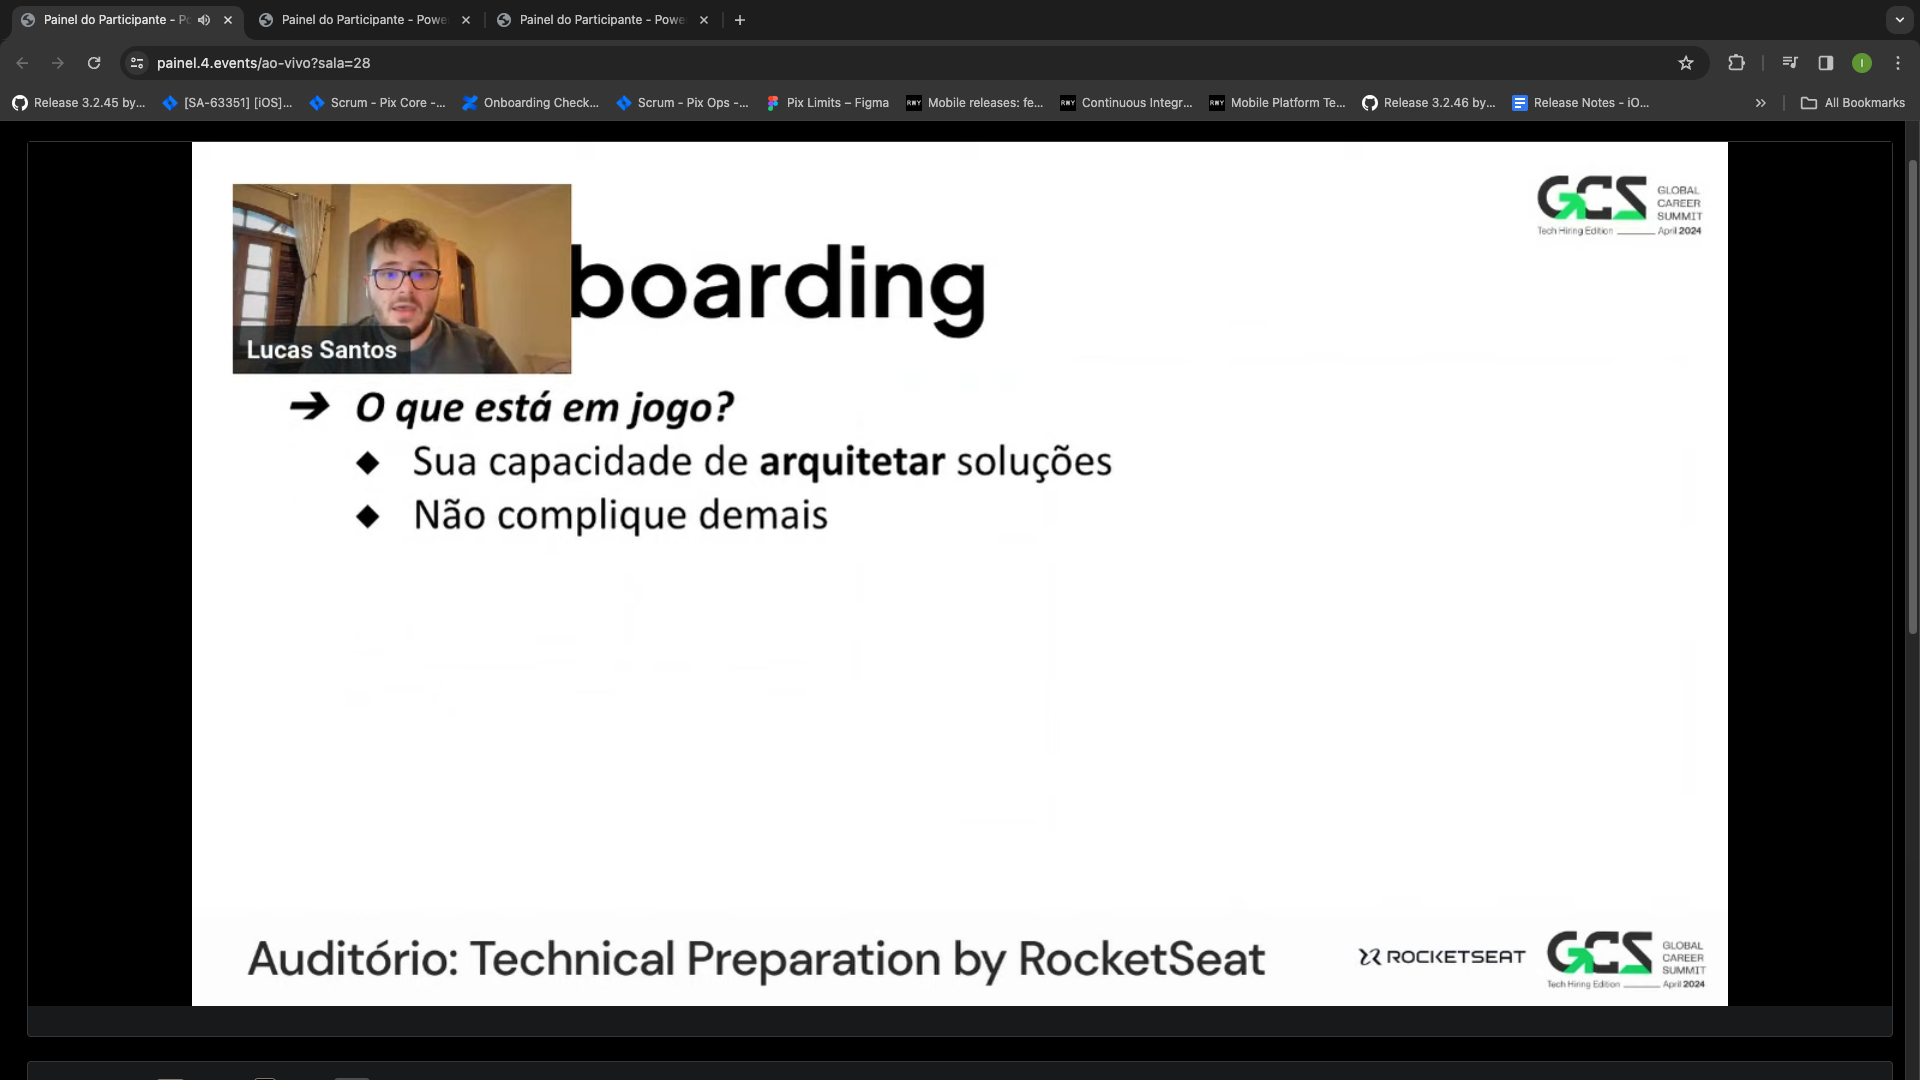 Painel do Participante - Po
Painel do Participante - Powe
Painel do Participante - Powe
painel.4.events/ao-vivo?sala=28
I
Release 3.2.45 by...
[SA-63351] [iOS]...
Scrum - Pix Core -...
Onboarding Check...
Scrum - Pix Ops -...
Pix Limits – Figma
RWY
Mobile releases: fe...
RWY
Continuous Integr...
RWY
Mobile Platform Te...
Release 3.2.46 by...
Release Notes - iO...
All Bookmarks
GCS GLOBAL
CAREER
SUMMIT
Tech Hiring Edition April 2024
boarding
Lucas Santos
➔ O que está em jogo?
◆ Sua capacidade de arquitetar soluções
◆ Não complique demais
Auditório: Technical Preparation by RocketSeat
ROCKETSEAT
GCS GLOBAL
CAREER
SUMMIT
Tech Hiring Edition April 2024